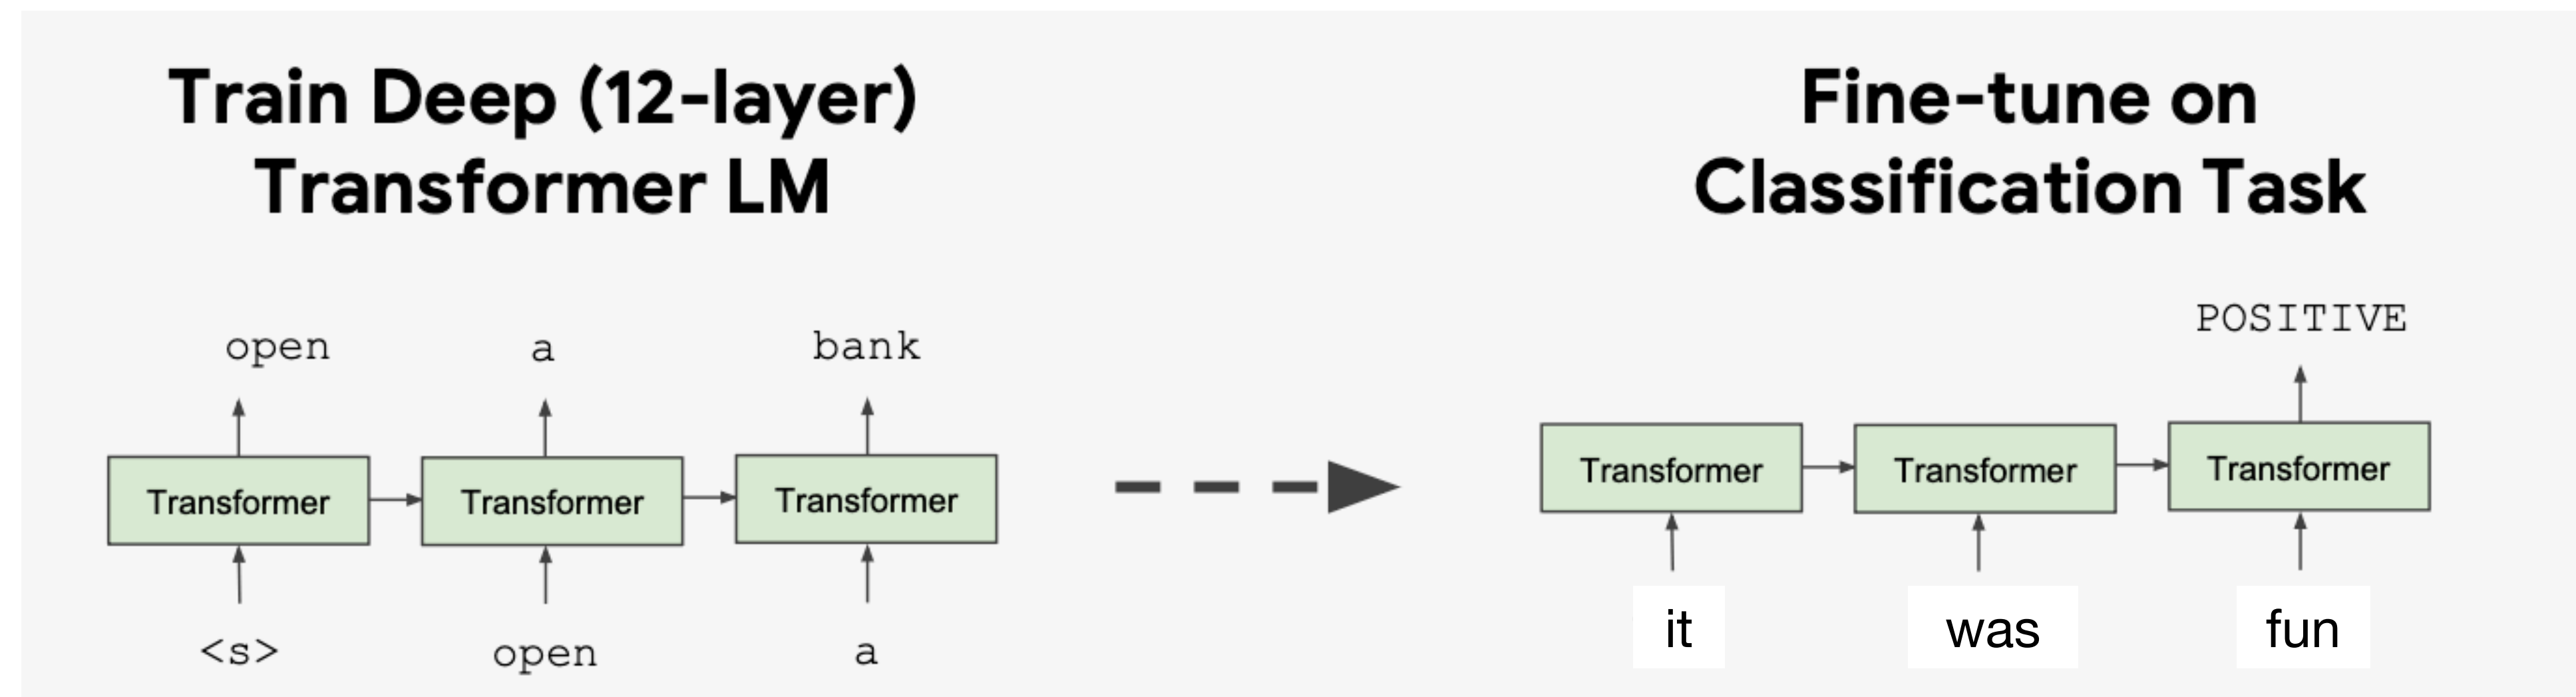 Train Deep (12-layer)
Transformer LM
open a bank
Transformer Transformer Transformer
<s> open a
Fine-tune on
Classification Task
POSITIVE
Transformer Transformer Transformer
it was fun